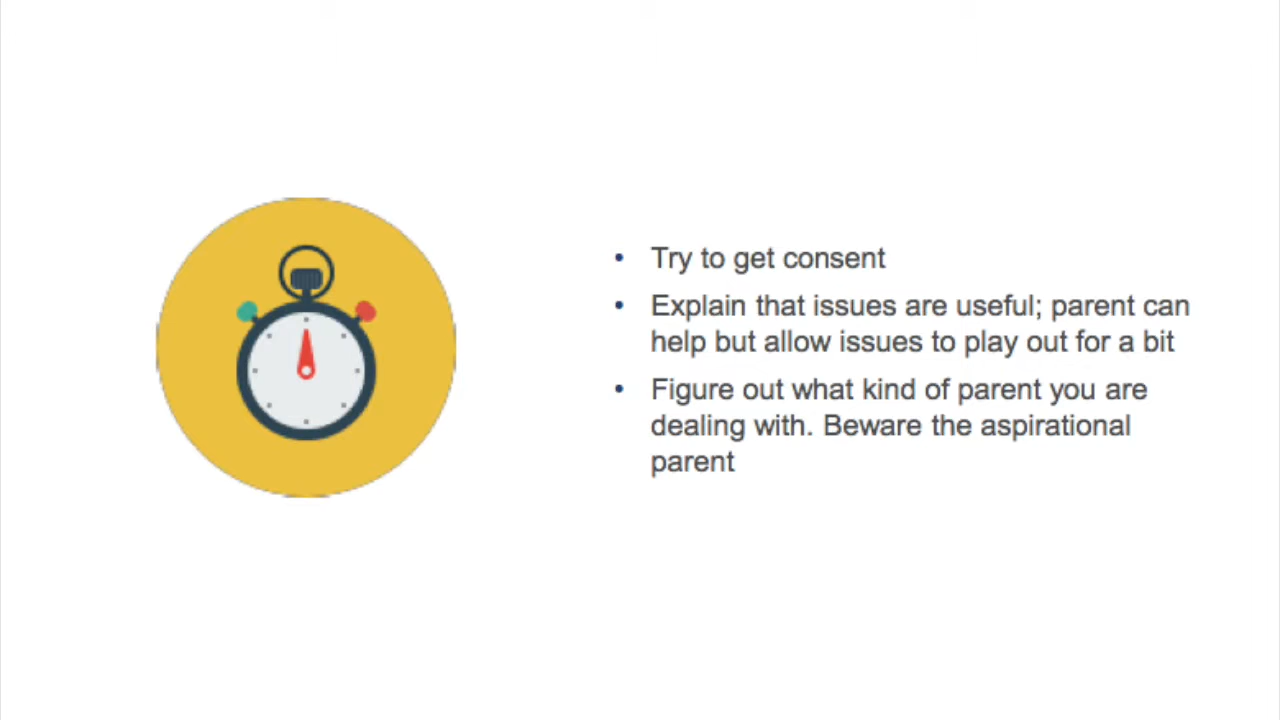 • Try to get consent
• Explain that issues are useful; parent can
help but allow issues to play out for a bit
• Figure out what kind of parent you are
dealing with. Beware the aspirational
parent